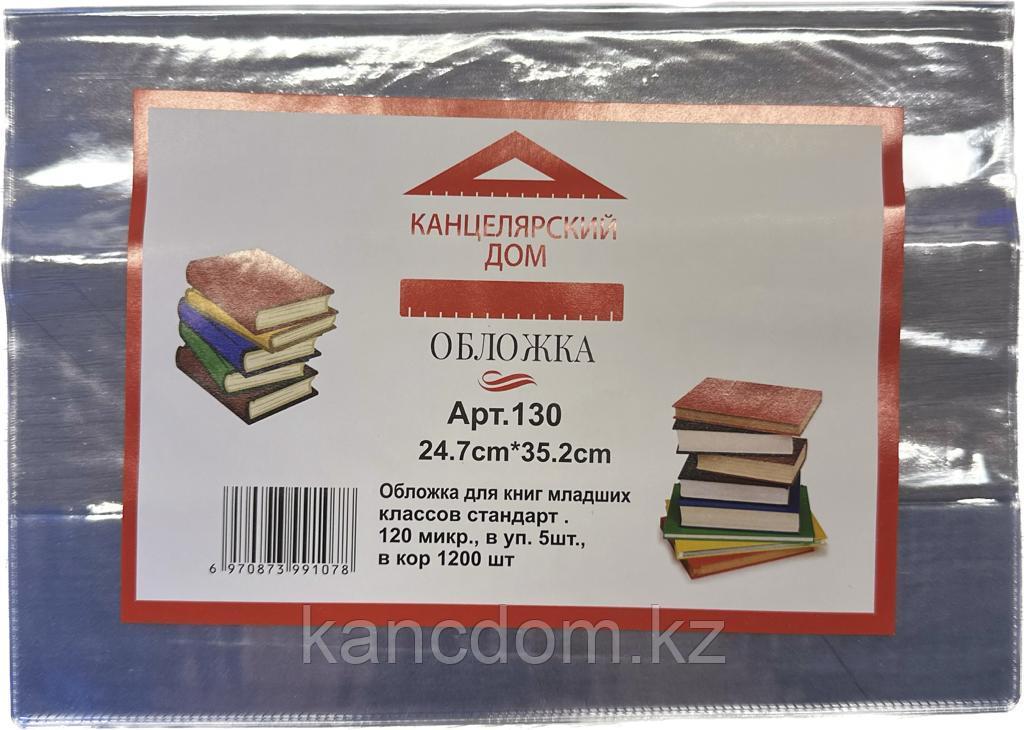 КАНЦЕЛЯРСКИЙ
ДОМ
ОБЛОЖКА
Арт.130
24.7cm*35.2cm
Обложка для книг младших
классов стандарт .
120 микр., в уп. 5шт.,
в кор 1200 шт
6 970873 991078
kancdom.kz